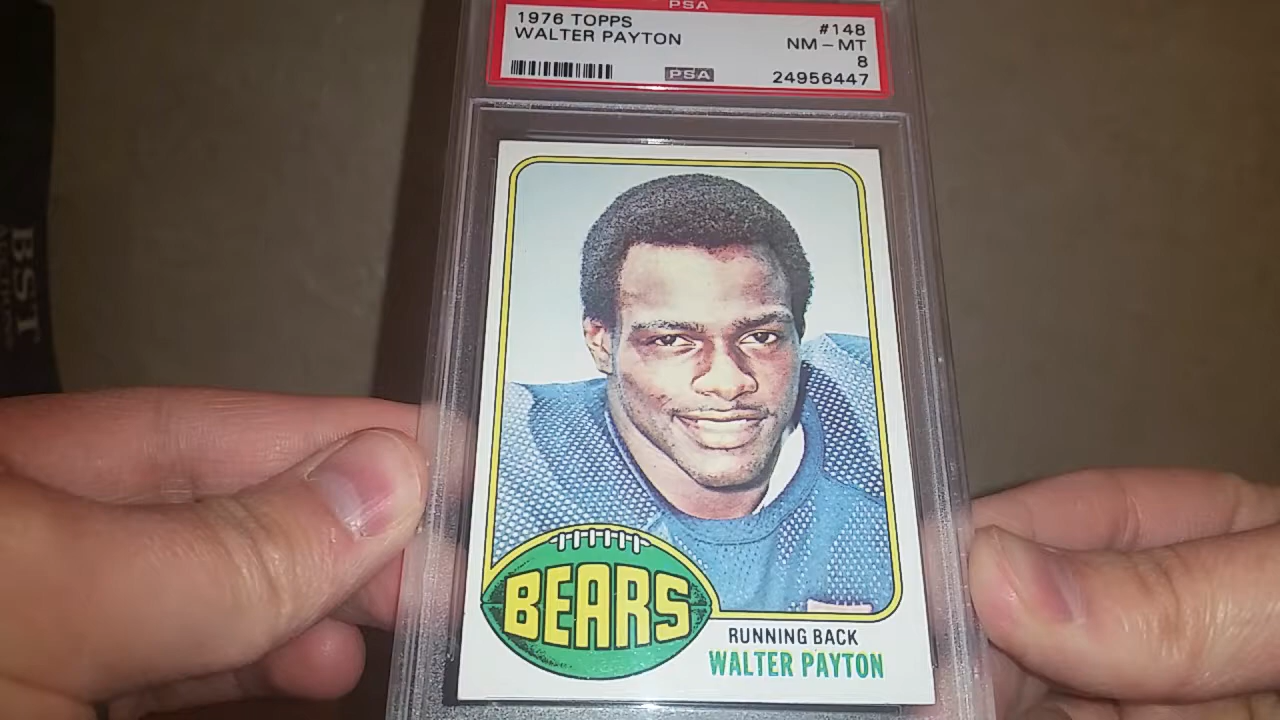 PSA
1976 TOPPS #148
WALTER PAYTON NM-MT
8
PSA 24956447
BEARS
RUNNING BACK
WALTER PAYTON
BST